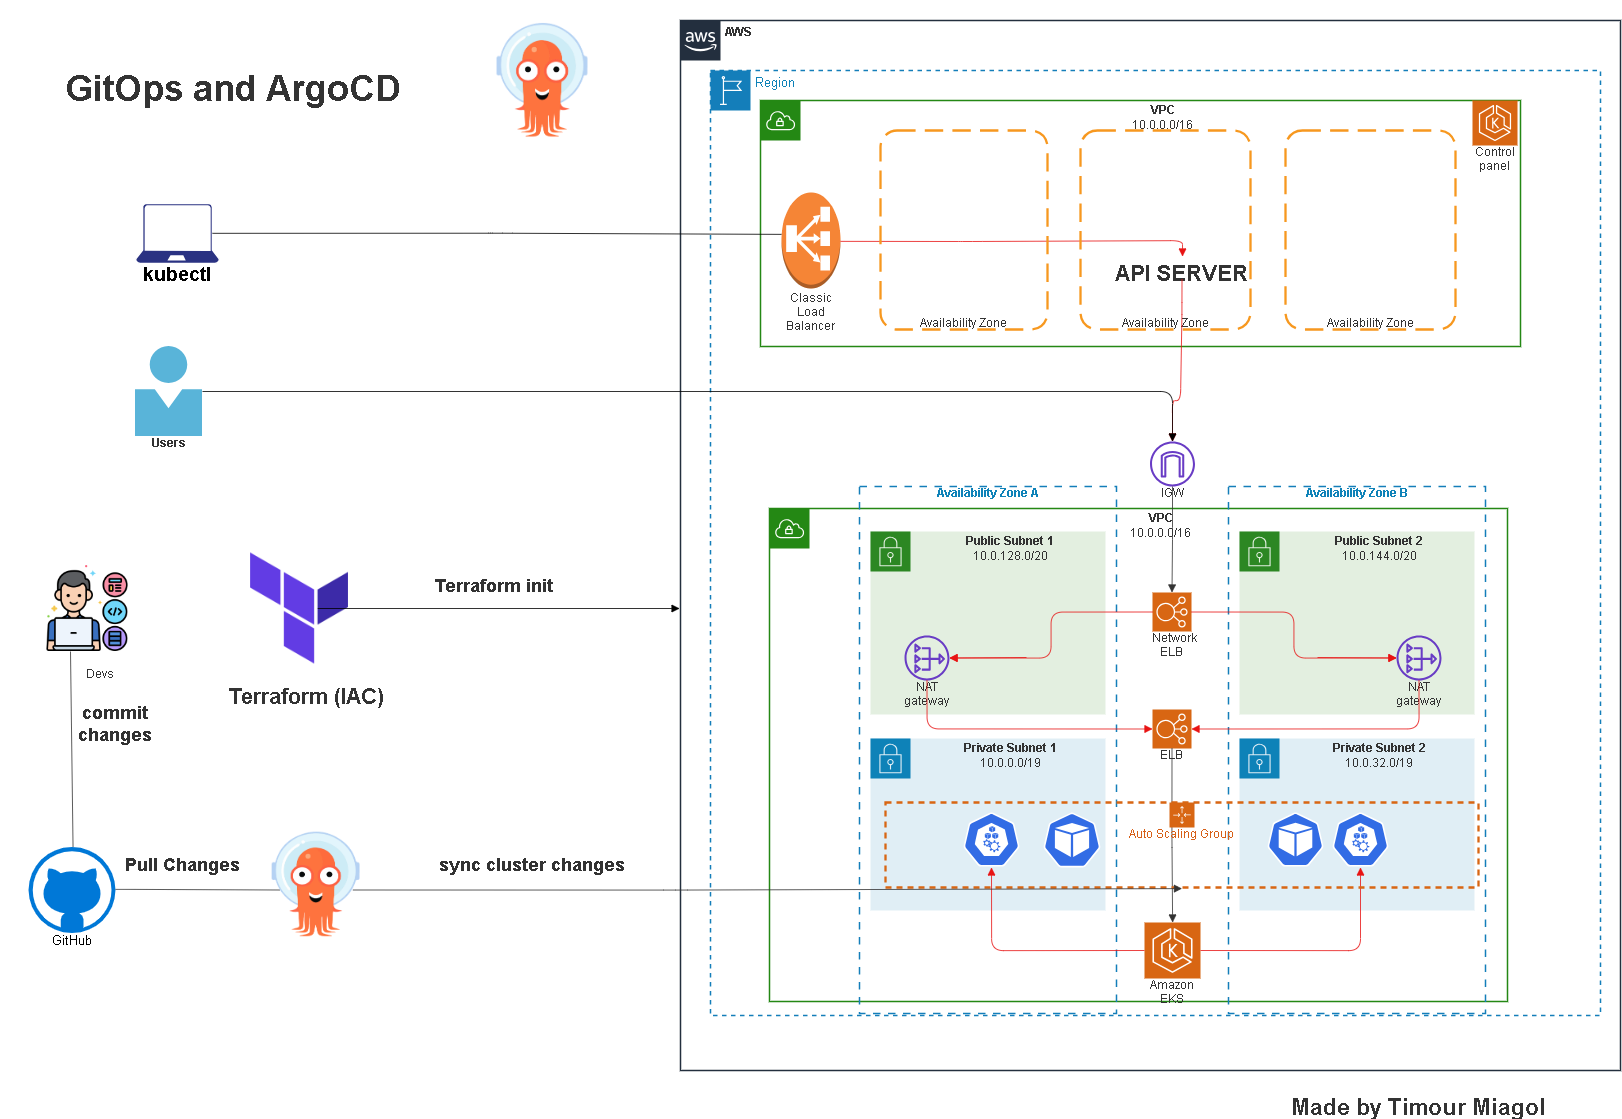 aws
AWS
GitOps and ArgoCD
Region
VPC
10.0.0.0/16
Control
panel
kubectl
API SERVER
Classic
Load
Balancer
Availability Zone
Availability Zone
Availability Zone
Users
IGW
Availability Zone A
Availability Zone B
VPC
10.0.0.0/16
Public Subnet 1
10.0.128.0/20
Public Subnet 2
10.0.144.0/20
Terraform init
Network
ELB
Devs
Terraform (IAC)
NAT
gateway
NAT
gateway
commit
changes
ELB
Private Subnet 1
10.0.0.0/19
Private Subnet 2
10.0.32.0/19
Auto Scaling Group
Pull Changes
sync cluster changes
GitHub
Amazon
EKS
Made by Timour Miagol